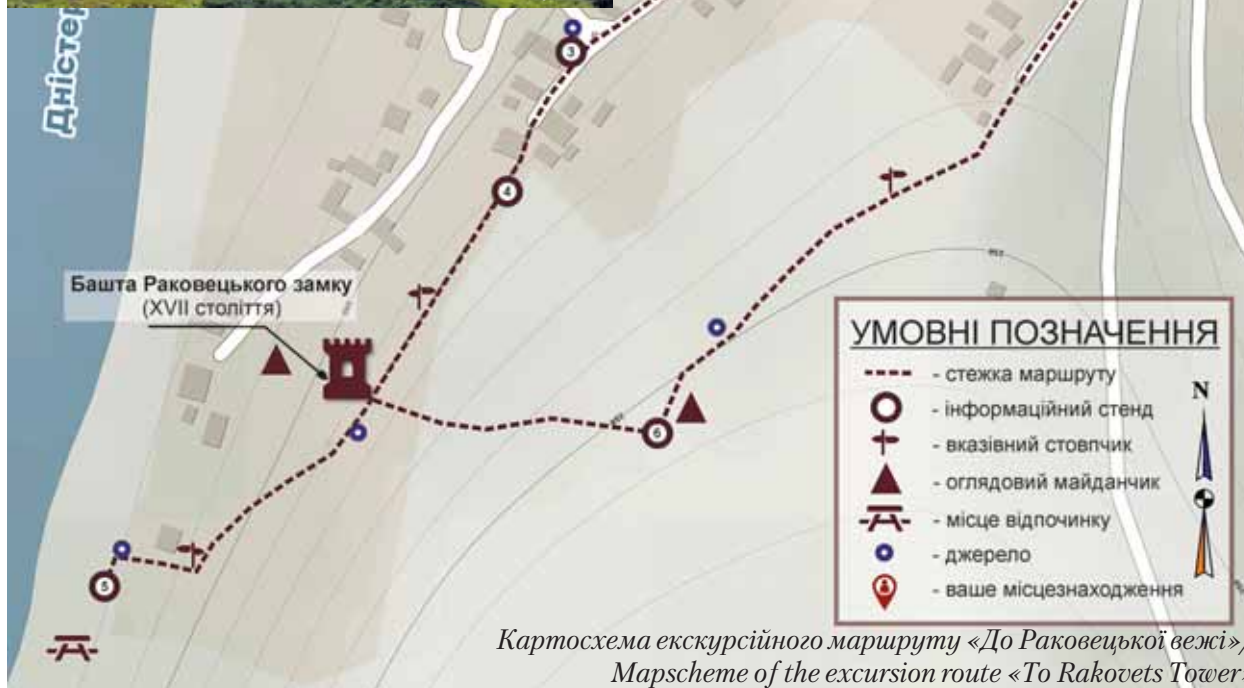 Дністер
3
4
Башта Раковецького замку
(XVII століття)
6
5
УМОВНІ ПОЗНАЧЕННЯ
- стежка маршруту
- інформаційний стенд
- вказівний стовпчик
- оглядовий майданчик
- місце відпочинку
- джерело
- ваше місцезнаходження
N
Картосхема екскурсійного маршруту «До Раковецької вежі»/
Mapscheme of the excursion route «To Rakovets Tower»